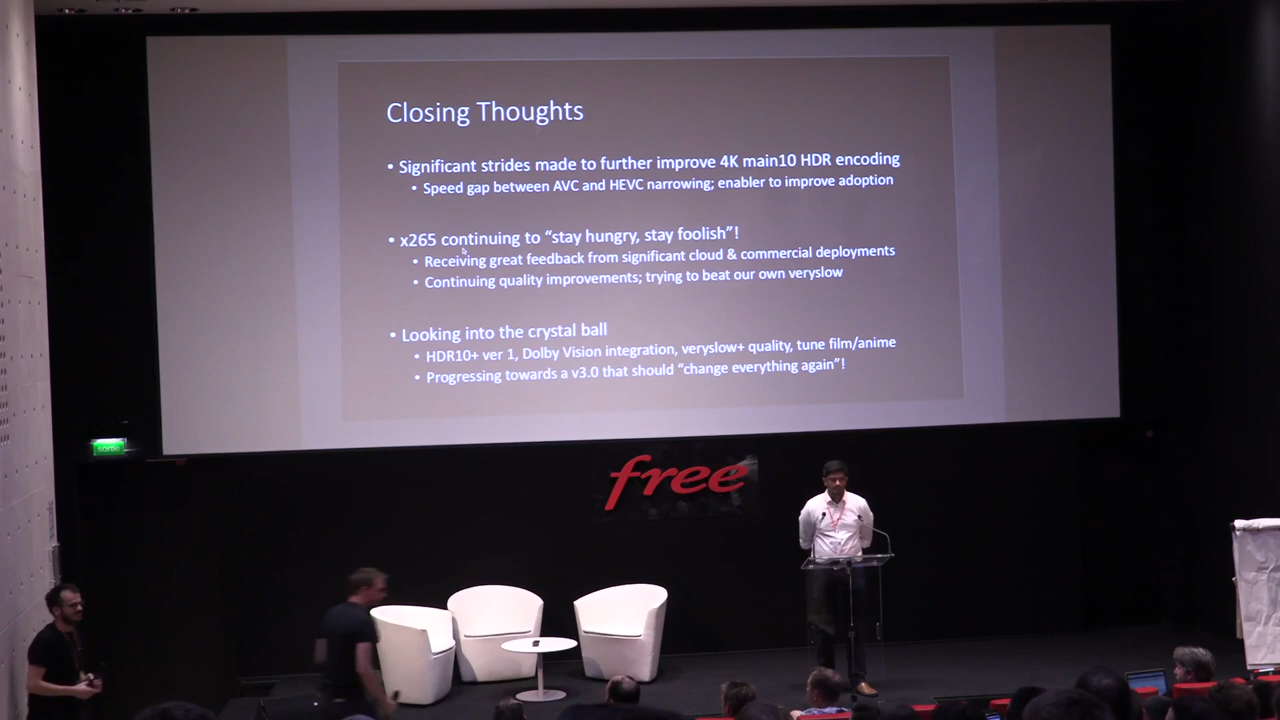 Closing Thoughts
• Significant strides made to further improve 4K main10 HDR encoding
• Speed gap between AVC and HEVC narrowing; enabler to improve adoption
• x265 continuing to “stay hungry, stay foolish”!
• Receiving great feedback from significant cloud & commercial deployments
• Continuing quality improvements; trying to beat our own veryslow
• Looking into the crystal ball
• HDR10+ ver 1, Dolby Vision integration, veryslow+ quality, tune film/anime
• Progressing towards a v3.0 that should “change everything again”!
sortie
free